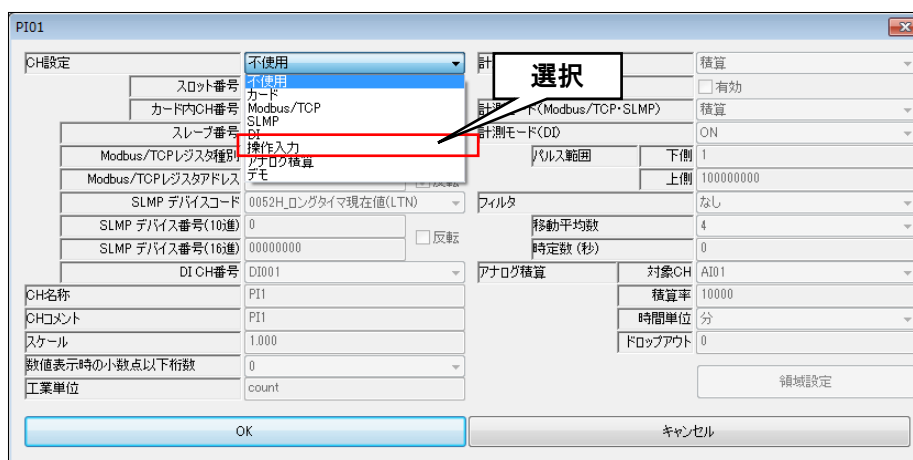 PI01
CH設定
不使用
不使用
カード
Modbus/TCP
SLMP
DI
操作入力
アナログ積算
デモ
選択
スロット番号
カード内CH番号
スレーブ番号
Modbus/TCPレジスタ種別
Modbus/TCPレジスタアドレス
反転
SLMP デバイスコード
0052H_ロングタイマ現在値(LTN)
SLMP デバイス番号(10進)
0
SLMP デバイス番号(16進)
00000000
反転
DI CH番号
DI001
CH名称
PI1
CHコメント
PI1
スケール
1.000
数値表示時の小数点以下桁数
0
工業単位
count
積算
有効
(Modbus/TCP・SLMP)
積算
計測モード(DI)
ON
パルス範囲
下側
1
上側
100000000
フィルタ
なし
移動平均数
4
時定数 (秒)
0
アナログ積算
対象CH
AI01
積算率
10000
時間単位
分
ドロップアウト
0
領域設定
OK
キャンセル